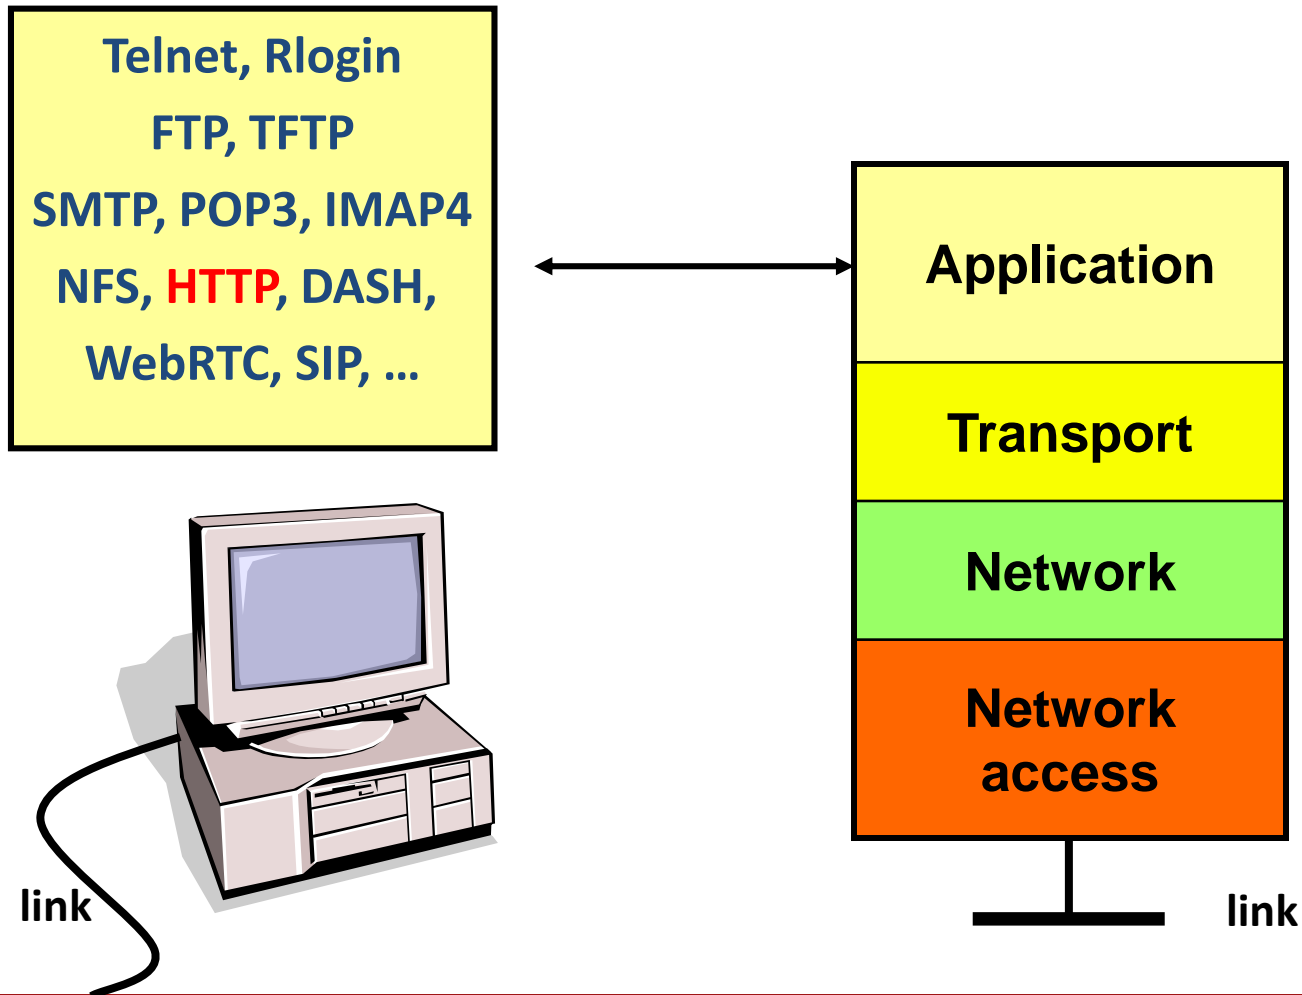 Telnet, Rlogin
FTP, TFTP
SMTP, POP3, IMAP4
NFS, HTTP, DASH,
WebRTC, SIP, …
Application
Transport
Network
Network
access
link
link